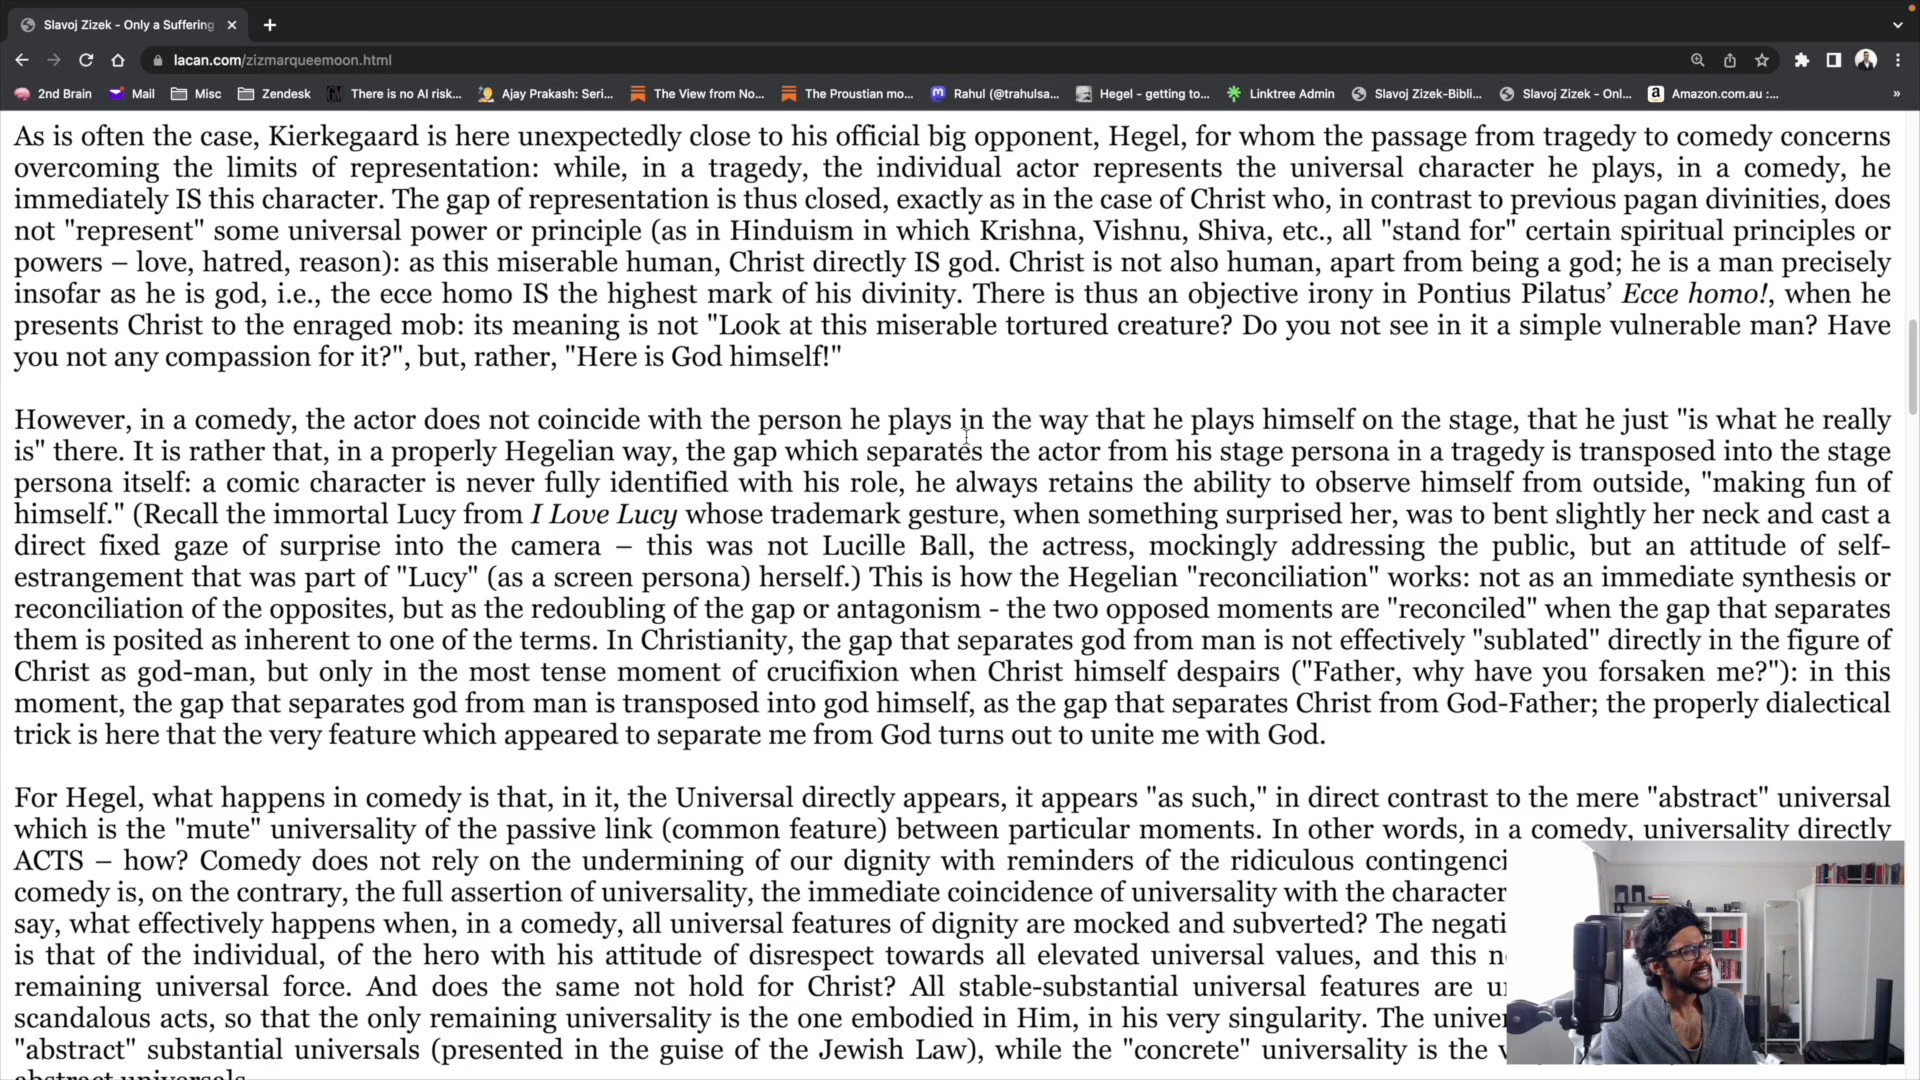 Slavoj Zizek - Only a Suffering
lacan.com/zizmarqueemoon.html
2nd Brain
Mail
Misc
Zendesk
There is no AI risk...
Ajay Prakash: Seri...
The View from No...
The Proustian mo...
Rahul (@trahulsa...
Hegel - getting to...
Linktree Admin
Slavoj Zizek-Bibli...
Slavoj Zizek - Onl...
Amazon.com.au :...
As is often the case, Kierkegaard is here unexpectedly close to his official big opponent, Hegel, for whom the passage from tragedy to comedy concerns
overcoming the limits of representation: while, in a tragedy, the individual actor represents the universal character he plays, in a comedy, he
immediately IS this character. The gap of representation is thus closed, exactly as in the case of Christ who, in contrast to previous pagan divinities, does
not "represent" some universal power or principle (as in Hinduism in which Krishna, Vishnu, Shiva, etc., all "stand for" certain spiritual principles or
powers – love, hatred, reason): as this miserable human, Christ directly IS god. Christ is not also human, apart from being a god; he is a man precisely
insofar as he is god, i.e., the ecce homo IS the highest mark of his divinity. There is thus an objective irony in Pontius Pilatus’ Ecce homo!, when he
presents Christ to the enraged mob: its meaning is not "Look at this miserable tortured creature? Do you not see in it a simple vulnerable man? Have
you not any compassion for it?", but, rather, "Here is God himself!"
However, in a comedy, the actor does not coincide with the person he plays in the way that he plays himself on the stage, that he just "is what he really
is" there. It is rather that, in a properly Hegelian way, the gap which separates the actor from his stage persona in a tragedy is transposed into the stage
persona itself: a comic character is never fully identified with his role, he always retains the ability to observe himself from outside, "making fun of
himself." (Recall the immortal Lucy from I Love Lucy whose trademark gesture, when something surprised her, was to bent slightly her neck and cast a
direct fixed gaze of surprise into the camera – this was not Lucille Ball, the actress, mockingly addressing the public, but an attitude of self-
estrangement that was part of "Lucy" (as a screen persona) herself.) This is how the Hegelian "reconciliation" works: not as an immediate synthesis or
reconciliation of the opposites, but as the redoubling of the gap or antagonism - the two opposed moments are "reconciled" when the gap that separates
them is posited as inherent to one of the terms. In Christianity, the gap that separates god from man is not effectively "sublated" directly in the figure of
Christ as god-man, but only in the most tense moment of crucifixion when Christ himself despairs ("Father, why have you forsaken me?"): in this
moment, the gap that separates god from man is transposed into god himself, as the gap that separates Christ from God-Father; the properly dialectical
trick is here that the very feature which appeared to separate me from God turns out to unite me with God.
For Hegel, what happens in comedy is that, in it, the Universal directly appears, it appears "as such," in direct contrast to the mere "abstract" universal
which is the "mute" universality of the passive link (common feature) between particular moments. In other words, in a comedy, universality directly
ACTS – how? Comedy does not rely on the undermining of our dignity with reminders of the ridiculous contingenci
comedy is, on the contrary, the full assertion of universality, the immediate coincidence of universality with the character
say, what effectively happens when, in a comedy, all universal features of dignity are mocked and subverted? The negati
is that of the individual, of the hero with his attitude of disrespect towards all elevated universal values, and this
remaining universal force. And does the same not hold for Christ? All stable-substantial universal features are
scandalous acts, so that the only remaining universality is the one embodied in Him, in his very singularity. The
"abstract" substantial universals (presented in the guise of the Jewish Law), while the "concrete" universality is the
abstract universals